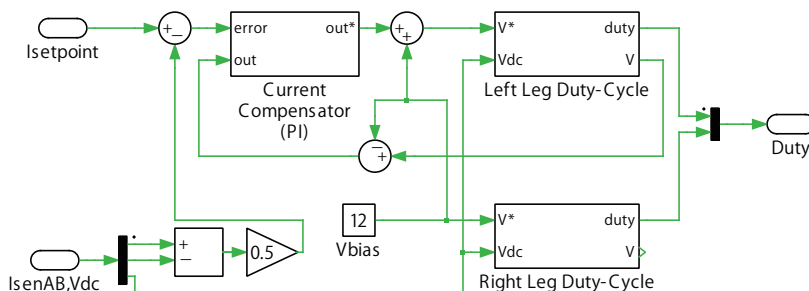 Isetpoint
+
−
error
out*
out
Current
Compensator
(PI)
+
+
V*
duty
Vdc
V
Left Leg Duty-Cycle
−
+
Duty
12
Vbias
V*
duty
Vdc
V
Right Leg Duty-Cycle
IsenAB,Vdc
+
−
0.5